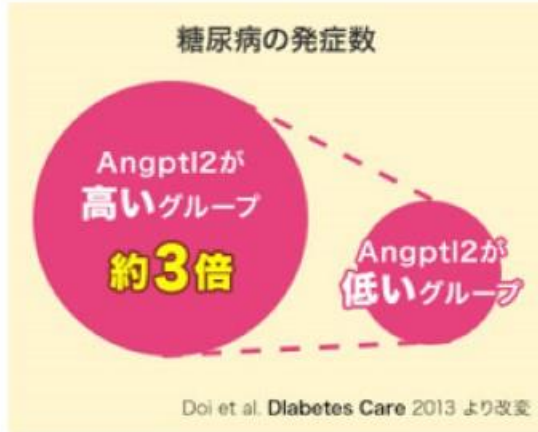 糖尿病の発症数
Angptl2が
高いグループ
約3倍
Angptl2が
低いグループ
Doi et al. Diabetes Care 2013 より改変